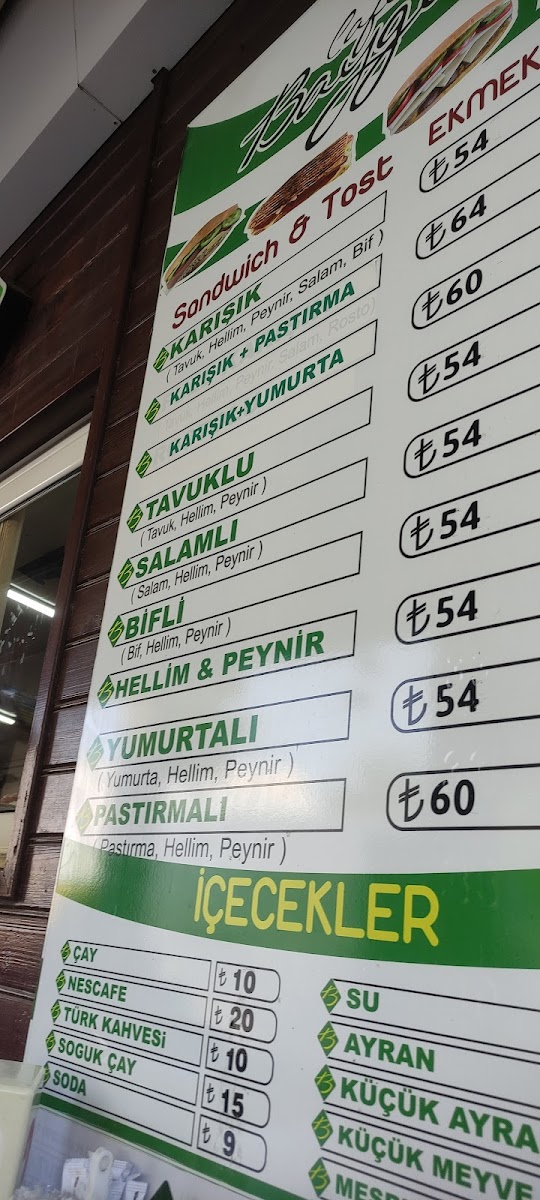 Sandwich & Tost
EKMEK
KARIŞIK
₺54
( Tavuk, Hellim, Peynir, Salam, Bif )
KARIŞIK + PASTIRMA
₺64
KARIŞIK+YUMURTA
₺60
TAVUKLU
₺54
( Tavuk, Hellim, Peynir )
SALAMLI
₺54
( Salam, Hellim, Peynir )
BİFLİ
₺54
( Bif, Hellim, Peynir )
HELLİM & PEYNİR
₺54
YUMURTALI
₺54
( Yumurta, Hellim, Peynir )
PASTIRMALI
₺60
( Pastırma, Hellim, Peynir )
İÇECEKLER
ÇAY
₺10
NESCAFE
₺20
TÜRK KAHVESİ
₺10
SOGUK ÇAY
₺15
SODA
₺9
SU
AYRAN
KÜÇÜK AYRA
KÜÇÜK MEYVE